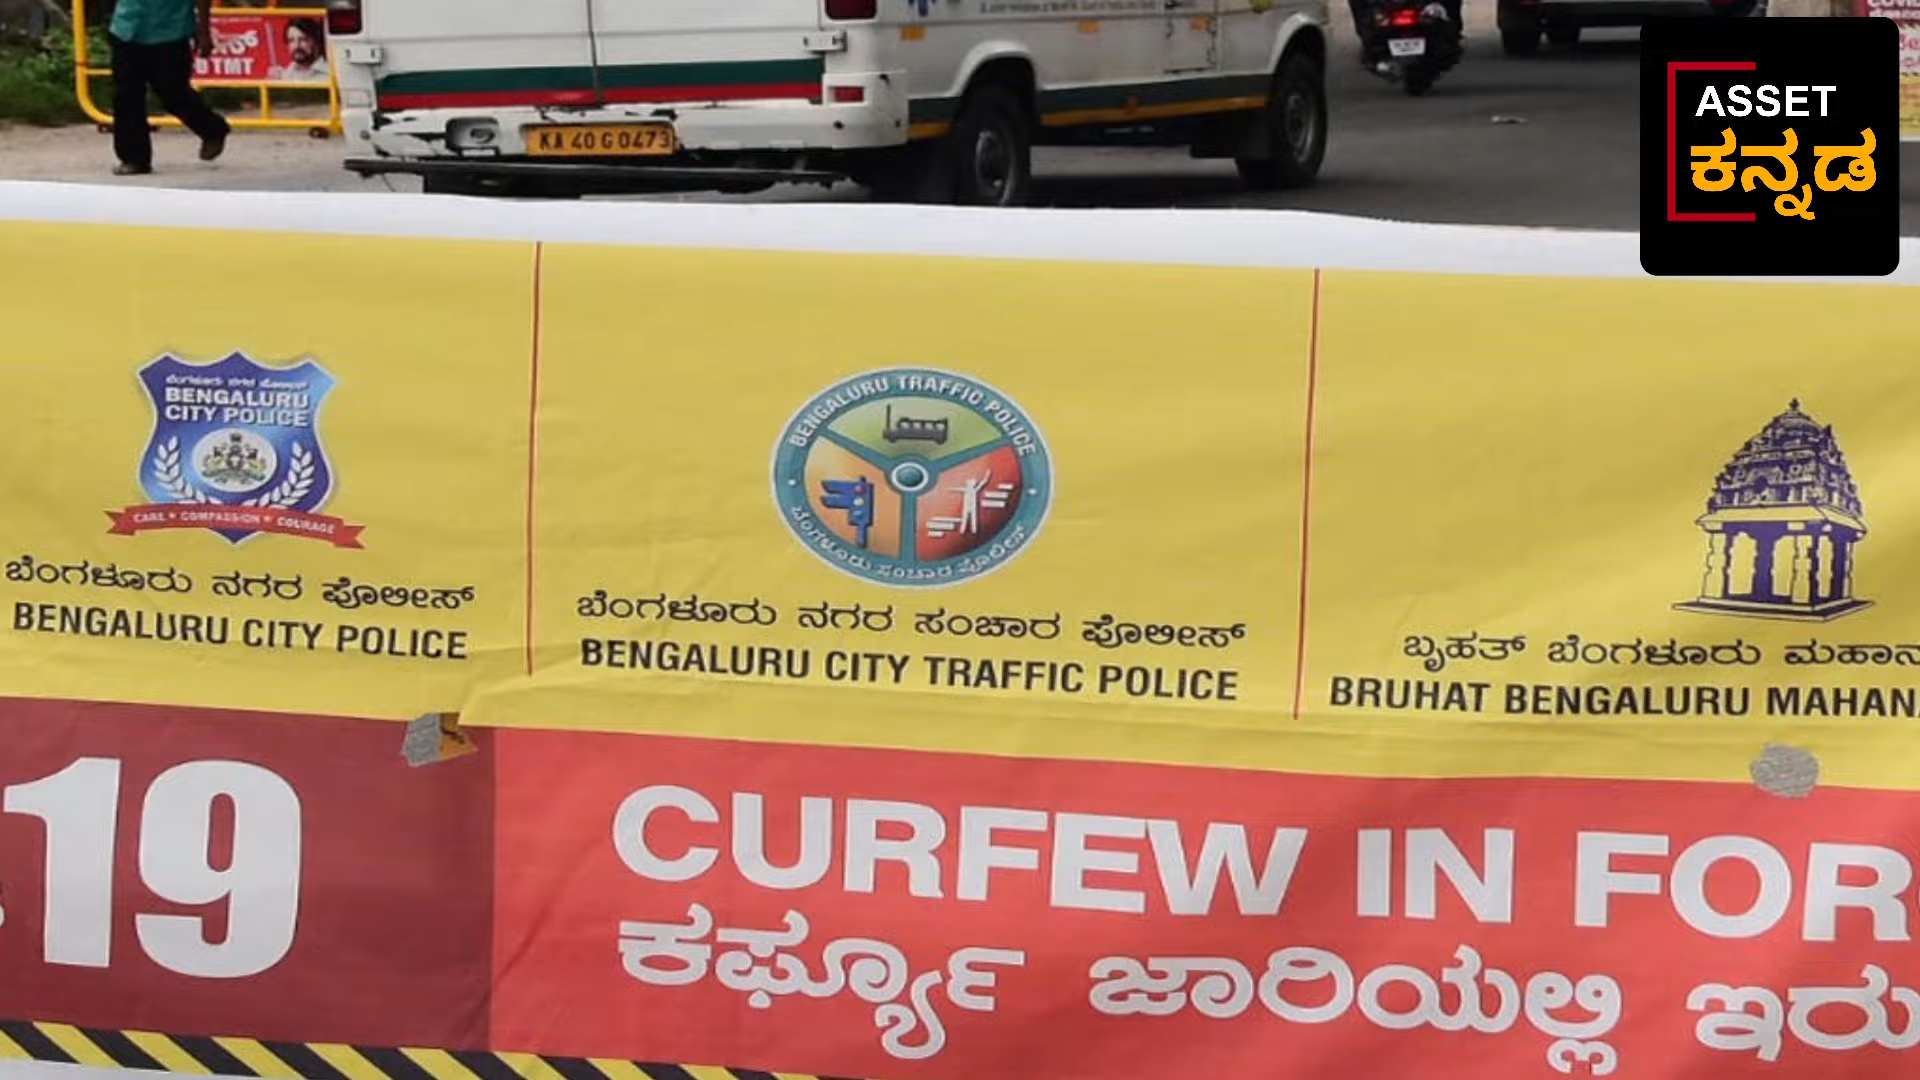 B TMT
KA 40 G 0473
ASSET
ಕನ್ನಡ
BENGALURU
CITY POLICE
CARE * COMPASSION * COURAGE
ಬೆಂಗಳೂರು ನಗರ ಪೊಲೀಸ್
BENGALURU CITY POLICE
BENGALURU TRAFFIC POLICE
ಬೆಂಗಳೂರು ಸಂಚಾರ ಪೊಲೀಸ್
ಬೆಂಗಳೂರು ನಗರ ಸಂಚಾರ ಪೊಲೀಸ್
BENGALURU CITY TRAFFIC POLICE
ಬೃಹತ್ ಬೆಂಗಳೂರು ಮಹಾನ
BRUHAT BENGALURU MAHAN
19
CURFEW IN FOR
ಕರ್ಫ್ಯೂ ಜಾರಿಯಲ್ಲಿ ಇರು